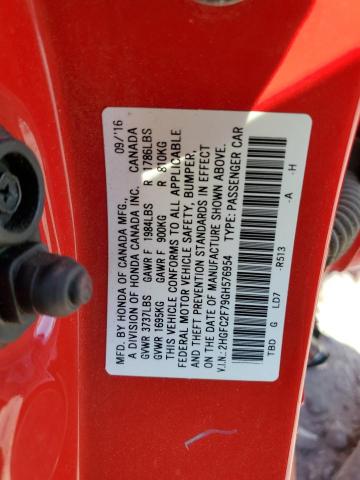 MFD. BY HONDA OF CANADA MFG., 09/16
A DIVISION OF HONDA CANADA INC. CANADA
GVWR 3737LBS GAWR F 1984LBS R 1786LBS
GVWR 1695KG GAWR F 900KG R 810KG
THIS VEHICLE CONFORMS TO ALL APPLICABLE
FEDERAL MOTOR VEHICLE SAFETY, BUMPER,
AND THEFT PREVENTION STANDARDS IN EFFECT
ON THE DATE OF MANUFACTURE SHOWN ABOVE.
V.I.N.: 2HGFC2F79GH576954 TYPE: PASSENGER CAR
TBD G LD7 -R513 -A -H